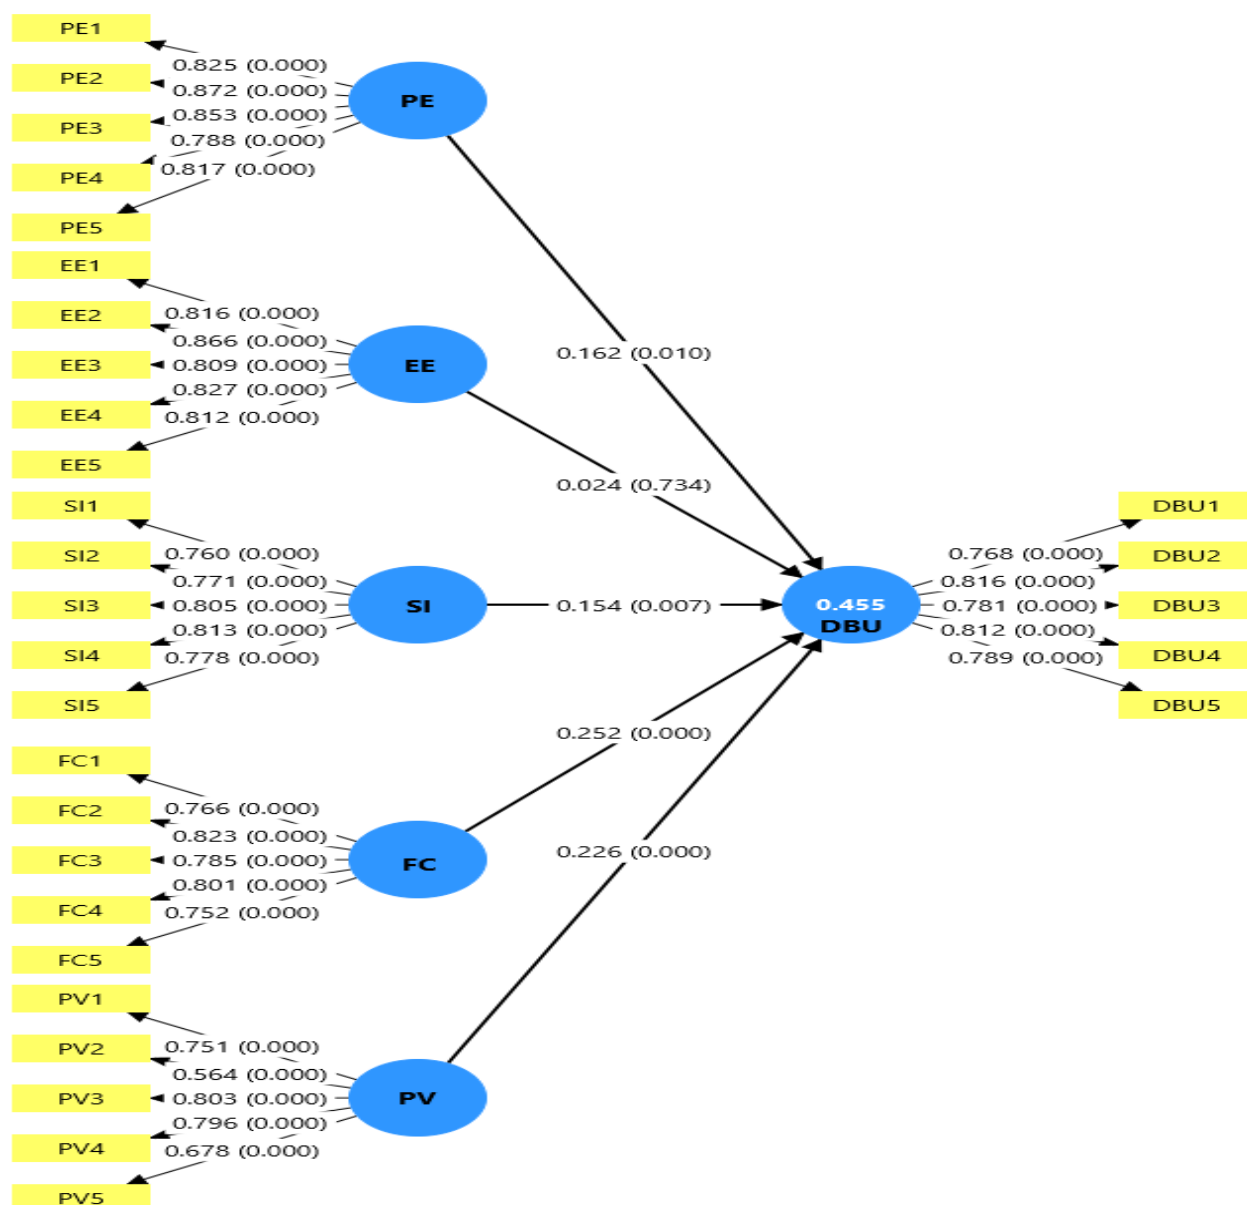 PE1
0.825 (0.000)
PE2
0.872 (0.000)
PE3
0.853 (0.000)
PE4
0.788 (0.000)
PE5
0.817 (0.000)
PE
EE1
0.816 (0.000)
EE2
0.866 (0.000)
EE3
0.809 (0.000)
EE4
0.827 (0.000)
EE5
0.812 (0.000)
EE
SI1
0.760 (0.000)
SI2
0.771 (0.000)
SI3
0.805 (0.000)
SI4
0.813 (0.000)
SI5
0.778 (0.000)
SI
FC1
0.766 (0.000)
FC2
0.823 (0.000)
FC3
0.785 (0.000)
FC4
0.801 (0.000)
FC5
0.752 (0.000)
FC
PV1
0.751 (0.000)
PV2
0.564 (0.000)
PV3
0.803 (0.000)
PV4
0.796 (0.000)
PV5
0.678 (0.000)
PV
0.162 (0.010)
0.024 (0.734)
0.154 (0.007)
0.252 (0.000)
0.226 (0.000)
0.455
DBU
0.768 (0.000)
DBU1
0.816 (0.000)
DBU2
0.781 (0.000)
DBU3
0.812 (0.000)
DBU4
0.789 (0.000)
DBU5